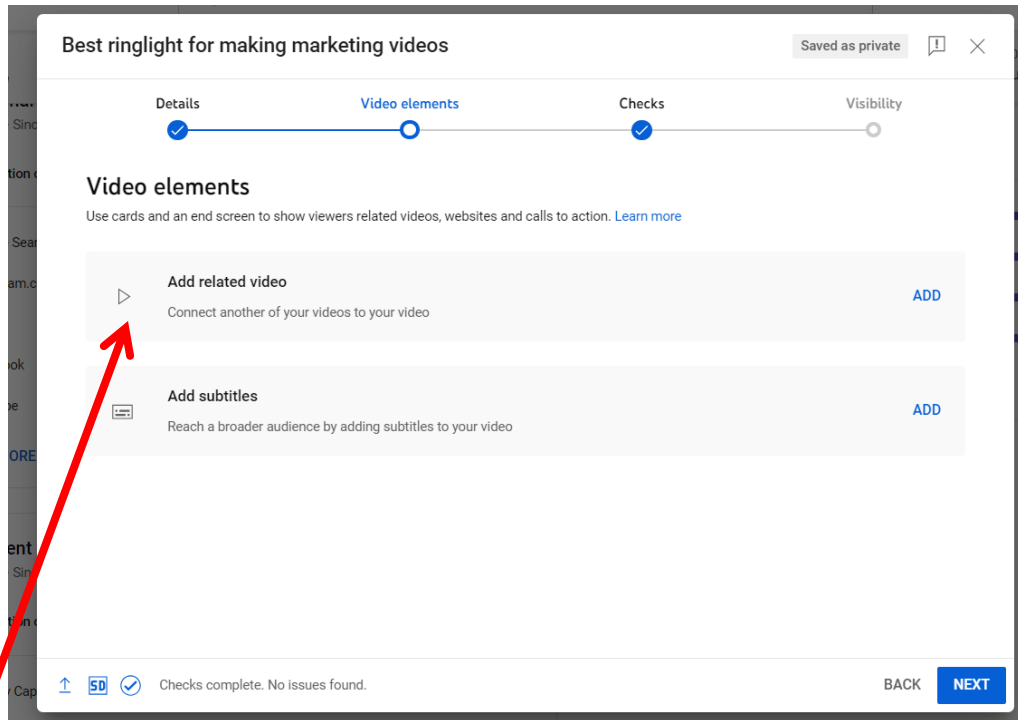 Best ringlight for making marketing videos
Saved as private
Details
Video elements
Checks
Visibility
Video elements
Use cards and an end screen to show viewers related videos, websites and calls to action. Learn more
Add related video
ADD
Connect another of your videos to your video
Add subtitles
ADD
Reach a broader audience by adding subtitles to your video
SD
Checks complete. No issues found.
BACK
NEXT